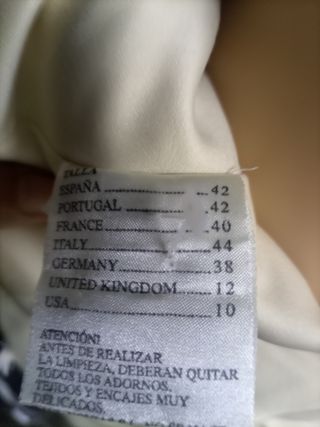 TALLA
ESPAÑA ........................ 42
PORTUGAL ........................ 42
FRANCE ........................ 40
ITALY ........................ 44
GERMANY ........................ 38
UNITED KINGDOM ........... 12
USA ........................ 10
ATENCIÓN!
ANTES DE REALIZAR
LA LIMPIEZA, DEBERAN QUITAR
TODOS LOS ADORNOS.
TEJIDOS Y ENCAJES MUY
DELICADOS.